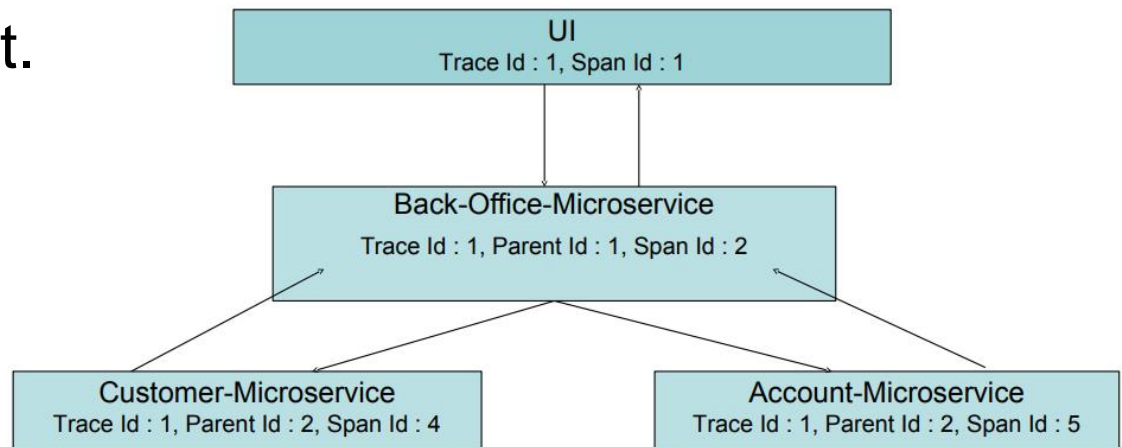 t.
UI
Trace Id : 1, Span Id : 1
Back-Office-Microservice
Trace Id : 1, Parent Id : 1, Span Id : 2
Customer-Microservice
Trace Id : 1, Parent Id : 2, Span Id : 4
Account-Microservice
Trace Id : 1, Parent Id : 2, Span Id : 5